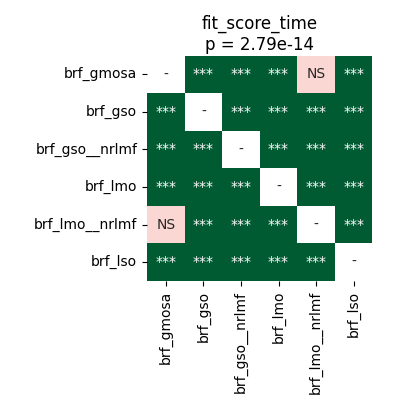 fit_score_time
p = 2.79e-14
brf_gmosa - *** *** *** NS ***
brf_gso *** - *** *** *** ***
brf_gso__nrlmf *** *** - *** *** ***
brf_lmo *** *** *** - *** ***
brf_lmo__nrlmf NS *** *** *** - ***
brf_lso *** *** *** *** *** -
brf_gmosa
brf_gso
brf_gso__nrlmf
brf_lmo
brf_lmo__nrlmf
brf_lso